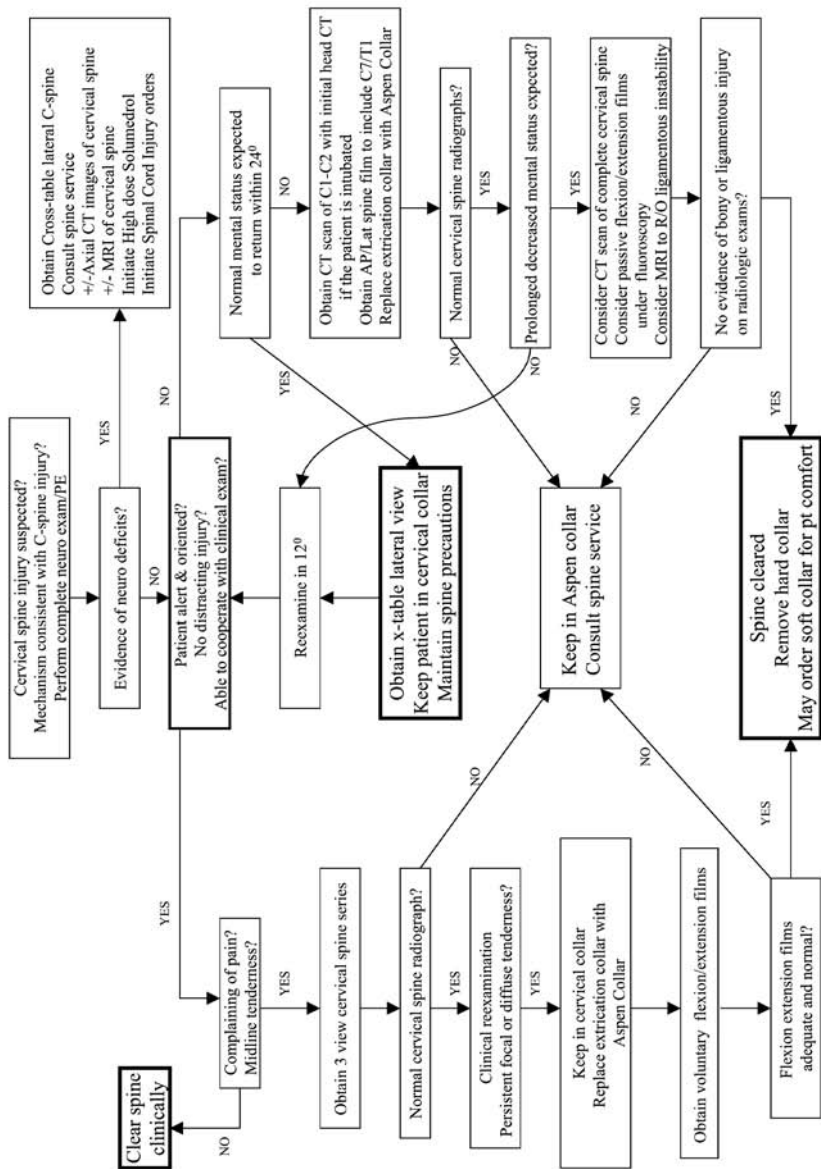 Cervical spine injury suspected?
Mechanism consistent with C-spine injury?
Perform complete neuro exam/PE
Evidence of neuro deficits?
YES
Obtain Cross-table lateral C-spine
Consult spine service
+/-Axial CT images of cervical spine
+/- MRI of cervical spine
Initiate High dose Solumedrol
Initiate Spinal Cord Injury orders
NO
Patient alert & oriented?
No distracting injury?
Able to cooperate with clinical exam?
YES
NO
Clear spine
clinically
NO
Complaining of pain?
Midline tenderness?
YES
Obtain 3 view cervical spine series
Normal cervical spine radiograph?
NO
YES
Clinical reexamination
Persistent focal or diffuse tenderness?
YES
Keep in cervical collar
Replace extrication collar with
Aspen Collar
Obtain voluntary flexion/extension films
Flexion extension films
adequate and normal?
NO
YES
Reexamine in 12⁰
Obtain x-table lateral view
Keep patient in cervical collar
Maintain spine precautions
Keep in Aspen collar
Consult spine service
Spine cleared
Remove hard collar
May order soft collar for pt comfort
Normal mental status expected
to return within 24⁰
YES
NO
Obtain CT scan of C1-C2 with initial head CT
if the patient is intubated
Obtain AP/Lat spine film to include C7/T1
Replace extrication collar with Aspen Collar
Normal cervical spine radiographs?
NO
YES
Prolonged decreased mental status expected?
NO
YES
Consider CT scan of complete cervical spine
Consider passive flexion/extension films
under fluoroscopy
Consider MRI to R/O ligamentous instability
No evidence of bony or ligamentous injury
on radiologic exams?
NO
YES